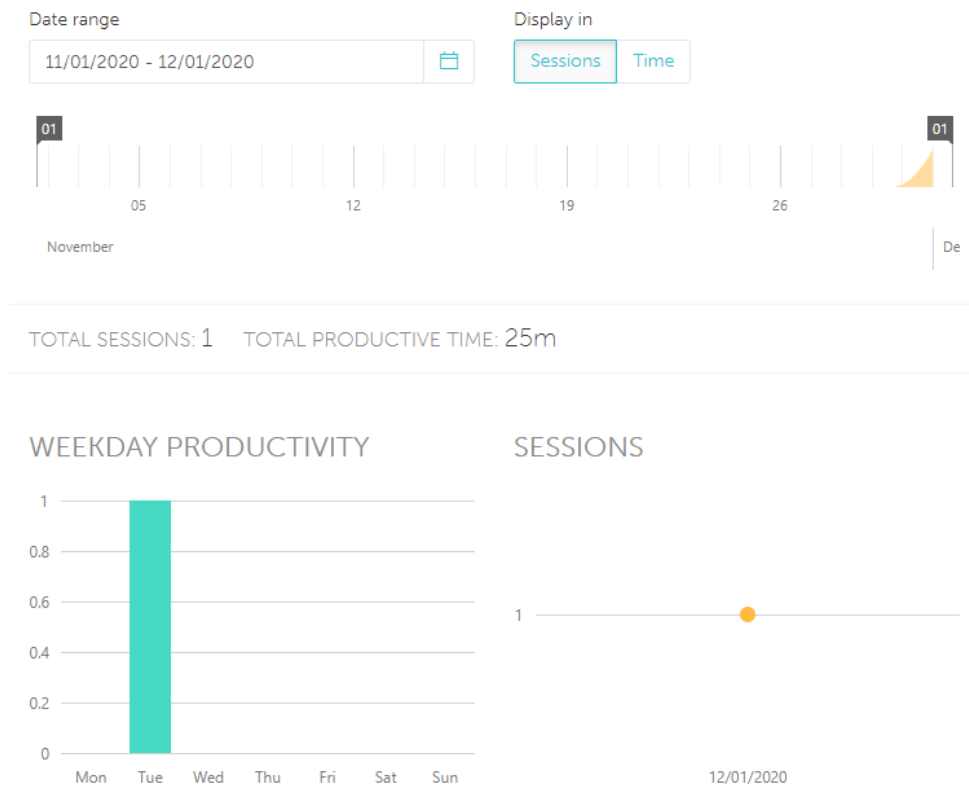 Date range
Display in
11/01/2020 - 12/01/2020
Sessions
Time
01
01
05
12
19
26
November
De
TOTAL SESSIONS: 1
TOTAL PRODUCTIVE TIME: 25m
WEEKDAY PRODUCTIVITY
1
0.8
0.6
0.4
0.2
0
Mon
Tue
Wed
Thu
Fri
Sat
Sun
SESSIONS
1
12/01/2020